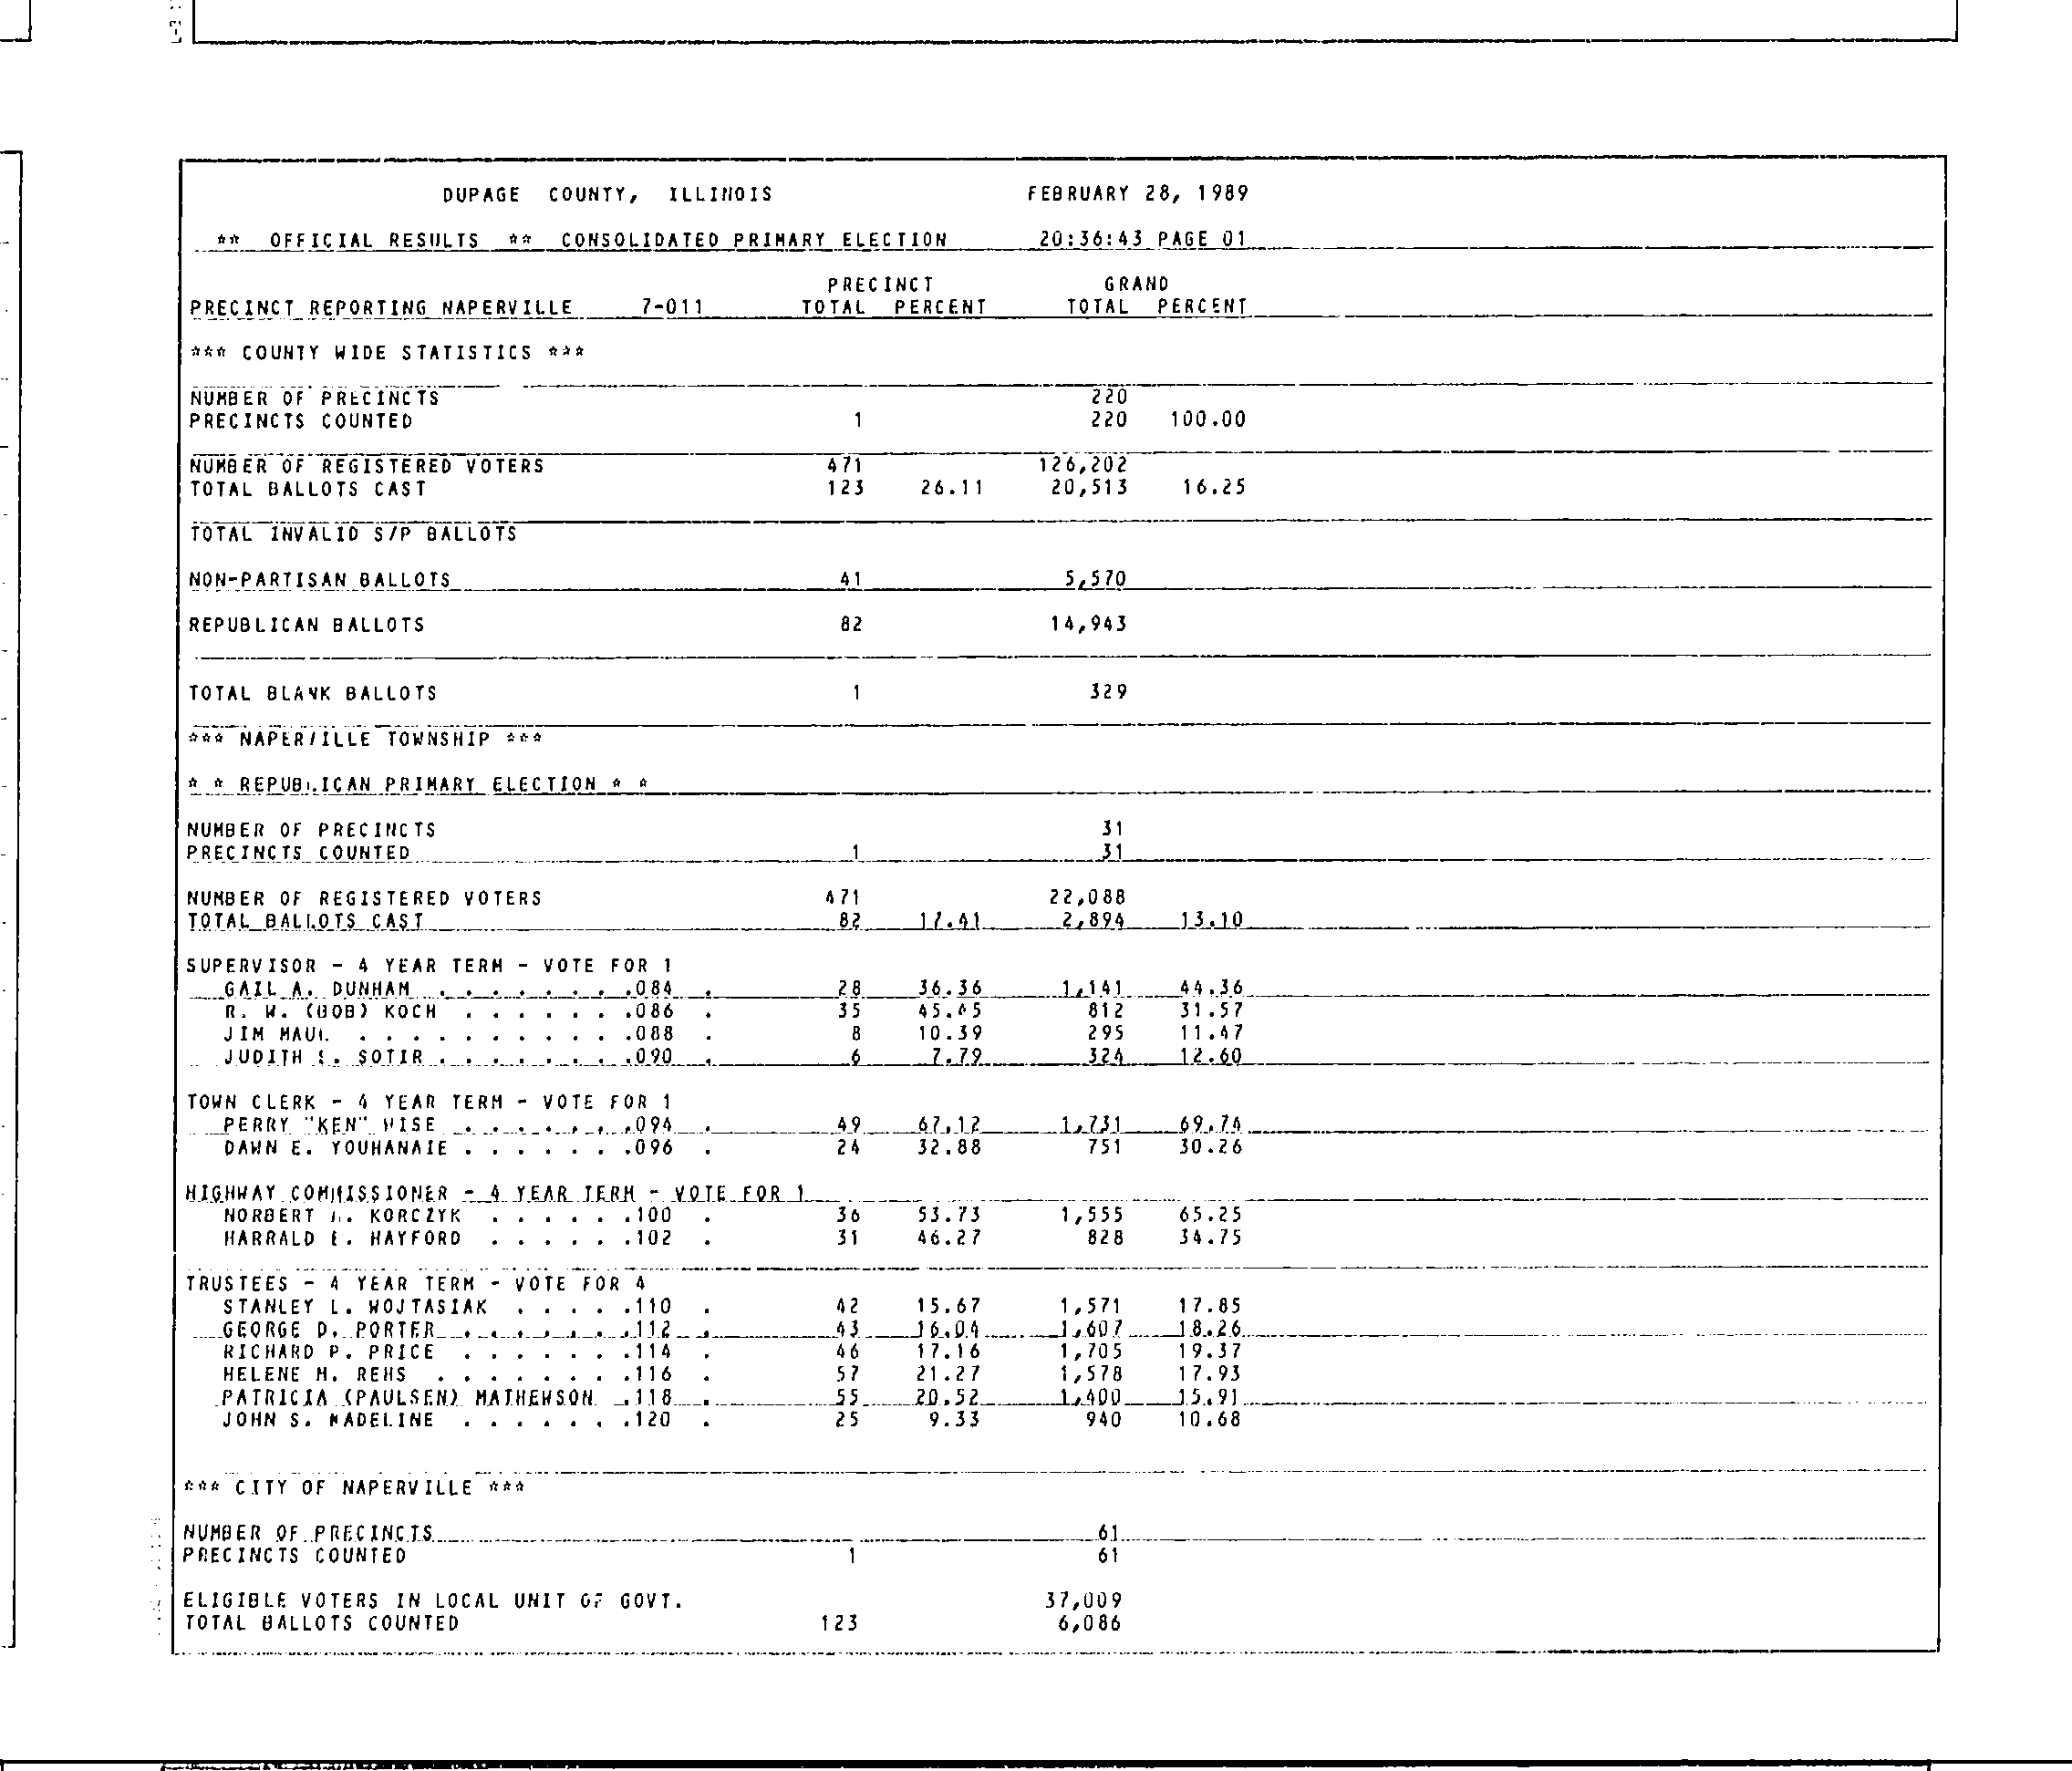 DUPAGE COUNTY, ILLINOIS FEBRUARY 28, 1989
** OFFICIAL RESULTS ** CONSOLIDATED PRIMARY ELECTION 20:36:43 PAGE 01
PRECINCT GRAND
PRECINCT REPORTING NAPERVILLE 7-011 TOTAL PERCENT TOTAL PERCENT
*** COUNTY WIDE STATISTICS ***
NUMBER OF PRECINCTS 220
PRECINCTS COUNTED 1 220 100.00
NUMBER OF REGISTERED VOTERS 471 126,202
TOTAL BALLOTS CAST 123 26.11 20,513 16.25
TOTAL INVALID S/P BALLOTS
NON-PARTISAN BALLOTS 41 5,570
REPUBLICAN BALLOTS 82 14,943
TOTAL BLANK BALLOTS 1 329
*** NAPERVILLE TOWNSHIP ***
* * REPUBLICAN PRIMARY ELECTION * *
NUMBER OF PRECINCTS 31
PRECINCTS COUNTED 1 31
NUMBER OF REGISTERED VOTERS 471 22,088
TOTAL BALLOTS CAST 82 17.41 2,894 13.10
SUPERVISOR - 4 YEAR TERM - VOTE FOR 1
GAIL A. DUNHAM . . . . . . . .084 . 28 36.36 1,141 44.36
R. W. (BOB) KOCH . . . . . . .086 . 35 45.45 812 31.57
JIM . . . . . . . . . . .088 . 8 10.39 295 11.47
JUDITH SOTIR . . . . . . . .090 . 6 7.79 324 12.60
TOWN CLERK - 4 YEAR TERM - VOTE FOR 1
PERRY "KEN" WISE . . . . . . .094 . 49 67.12 1,731 69.74
DAWN E. YOUHANAIE . . . . . . .096 . 24 32.88 751 30.26
HIGHWAY COMMISSIONER - 4 YEAR TERM - VOTE FOR 1
NORBERT KORCZYK . . . . . .100 . 36 53.73 1,555 65.25
HARRALD E. HAYFORD . . . . . .102 . 31 46.27 828 34.75
TRUSTEES - 4 YEAR TERM - VOTE FOR 4
STANLEY L. WOJTASIAK . . . . .110 . 42 15.67 1,571 17.85
GEORGE D. PORTER . . . . . . .112 . 43 16.04 1,607 18.26
RICHARD P. PRICE . . . . . . .114 . 46 17.16 1,705 19.37
HELENE M. REHS . . . . . . . .116 . 57 21.27 1,578 17.93
PATRICIA (PAULSEN) MATHEWSON .118 . 55 20.52 1,400 15.91
JOHN S. MADELINE . . . . . . .120 . 25 9.33 940 10.68
*** CITY OF NAPERVILLE ***
NUMBER OF PRECINCTS 61
PRECINCTS COUNTED 1 61
ELIGIBLE VOTERS IN LOCAL UNIT OF GOVT. 37,009
TOTAL BALLOTS COUNTED 123 6,086